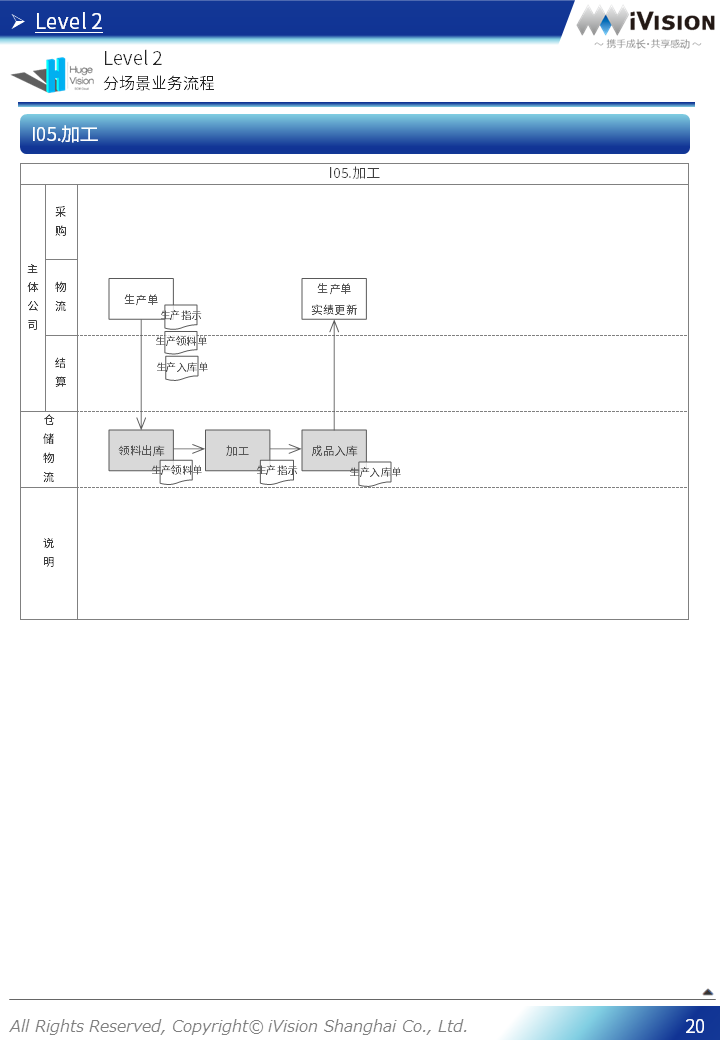 Level 2
iVISION
～ 携手成长·共享感动 ～
Huge
Vision
Level 2
分场景业务流程
I05.加工
I05.加工
主体公司
采购
物流
结算
仓储物流
说明
生产单
生产指示
生产领料单
生产入库单
生产单
实绩更新
领料出库
生产领料单
加工
生产指示
成品入库
生产入库单
All Rights Reserved, Copyright© iVision Shanghai Co., Ltd.
20